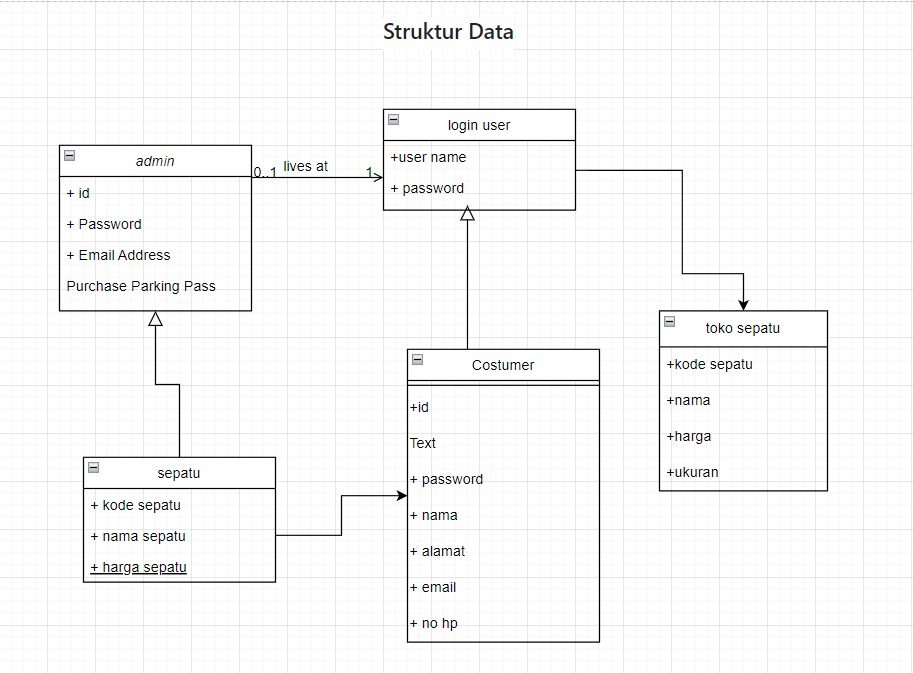 Struktur Data
admin
+ id
+ Password
+ Email Address
Purchase Parking Pass
0..1 lives at 1
login user
+user name
+ password
toko sepatu
+kode sepatu
+nama
+harga
+ukuran
Costumer
+id
Text
+ password
+ nama
+ alamat
+ email
+ no hp
sepatu
+ kode sepatu
+ nama sepatu
+ harga sepatu